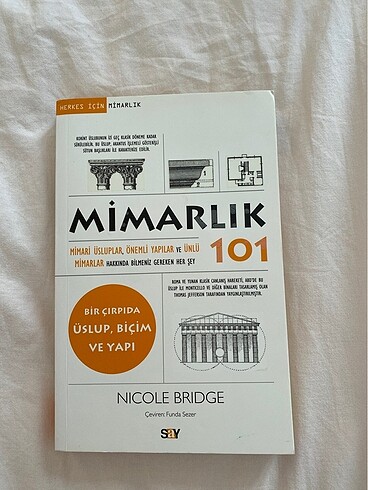 HERKES İÇİN MİMARLIK
KORİNT ÜSLUBUNUN İZİ GEÇ KLASİK DÖNEME KADAR
SÜRÜLEBİLİR. BU ÜSLUP, AKANTUS İŞLEMELİ GÖSTERİŞLİ
SÜTUN BAŞLIKLARI İLE KARAKTERİZE EDİLİR.
1
2
MİMARLIK
101
MİMARİ ÜSLUPLAR, ÖNEMLİ YAPILAR VE ÜNLÜ
MİMARLAR HAKKINDA BİLMENİZ GEREKEN HER ŞEY
ROMA VE YUNAN KLASİK CANLANIŞ HAREKETİ, ABD'DE BU
ÜSLUP İLE MONTICELLO VE DİĞER BİNALARI TASARLAMIŞ OLAN
THOMAS JEFFERSON TARAFINDAN YAYGINLAŞTIRILMIŞTIR.
BİR ÇIRPIDA
ÜSLUP, BİÇİM
VE YAPI
NICOLE BRIDGE
Çeviren: Funda Sezer
say